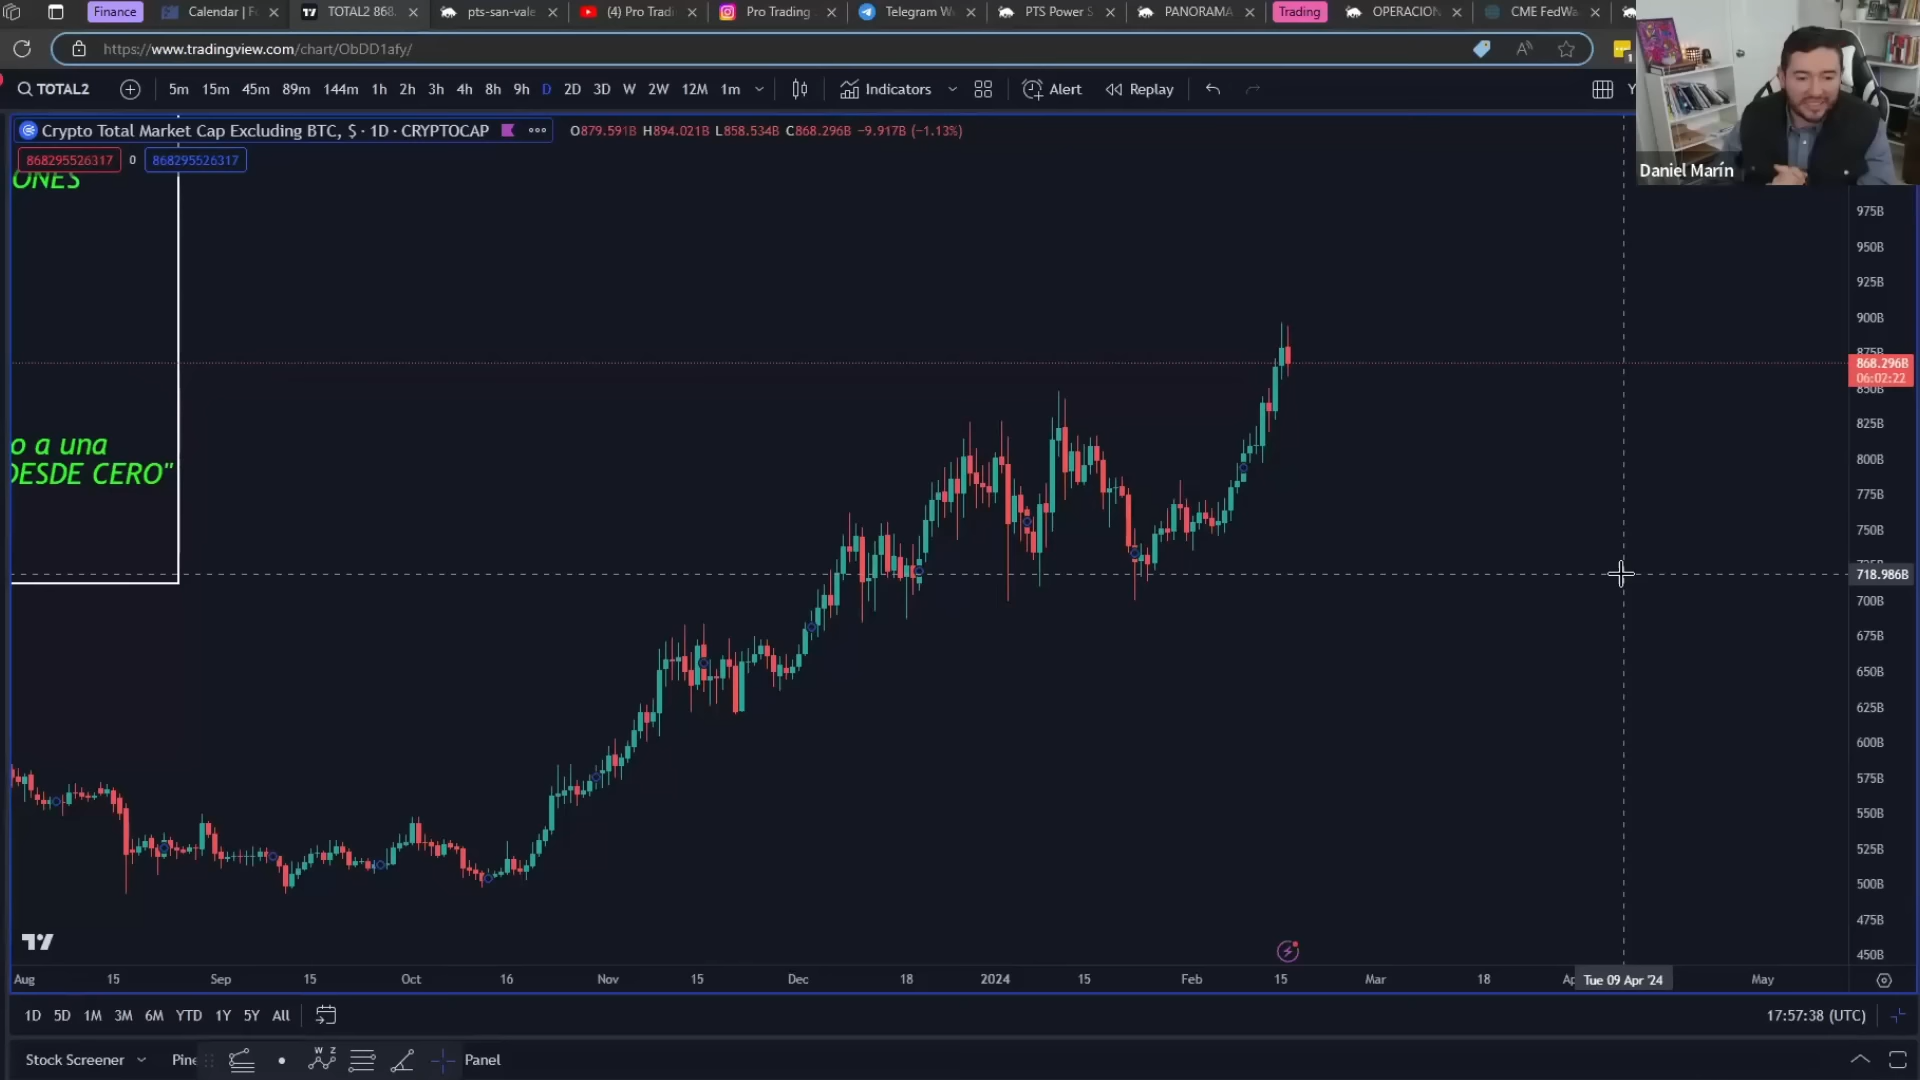 Finance
Calendar | F
TOTAL2 868.
pts-san-vale
(4) Pro Tradi
Pro Trading
Telegram W
PTS Power S
PANORAMA
Trading
OPERACION
CME FedWa
https://www.tradingview.com/chart/ObDD1afy/
TOTAL2
5m 15m 45m 89m 144m 1h 2h 3h 4h 8h 9h D 2D 3D W 2W 12M 1m
Indicators
Alert
Replay
Crypto Total Market Cap Excluding BTC, $ · 1D · CRYPTOCAP
O879.591B H894.021B L858.534B C868.296B −9.917B (−1.13%)
868295526317 0 868295526317
Daniel Marín
ONES
o a una
DESDE CERO"
975B
950B
925B
900B
875B
868.296B
06:02:22
850B
825B
800B
775B
750B
718.986B
700B
675B
650B
625B
600B
575B
550B
525B
500B
475B
450B
Aug 15 Sep 15 Oct 16 Nov 15 Dec 18 2024 15 Feb 15 Mar 18 Ap Tue 09 Apr '24 May
1D 5D 1M 3M 6M YTD 1Y 5Y All
17:57:38 (UTC)
Stock Screener
Pine
W Z
Panel